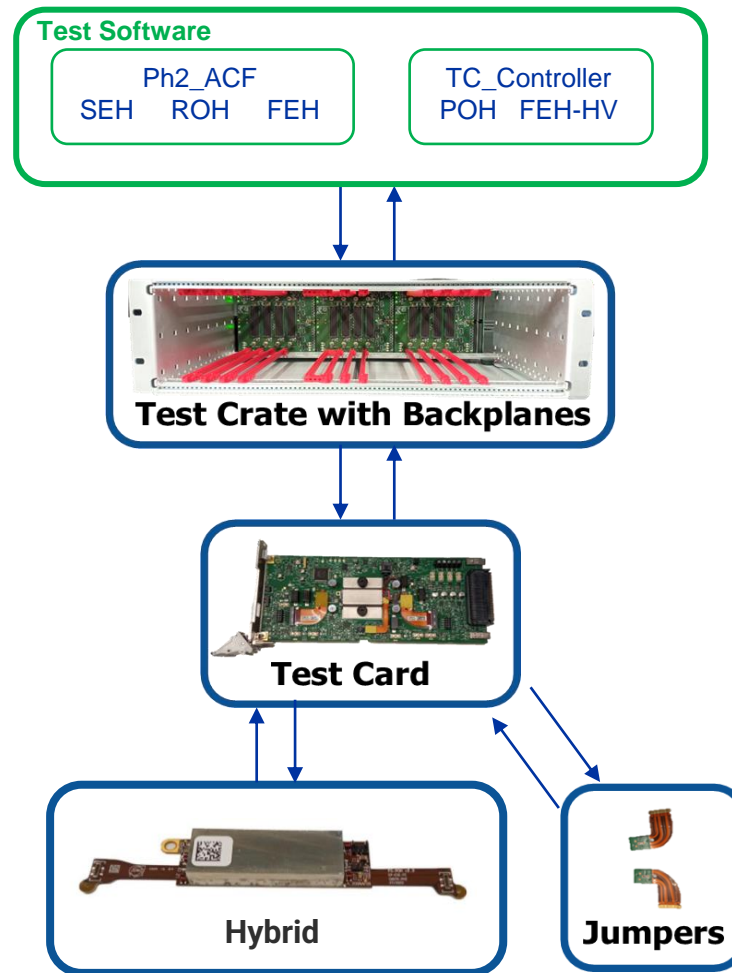 Test Software
Ph2_ACF
SEH ROH FEH
TC_Controller
POH FEH-HV
Test Crate with Backplanes
Test Card
Hybrid
Jumpers